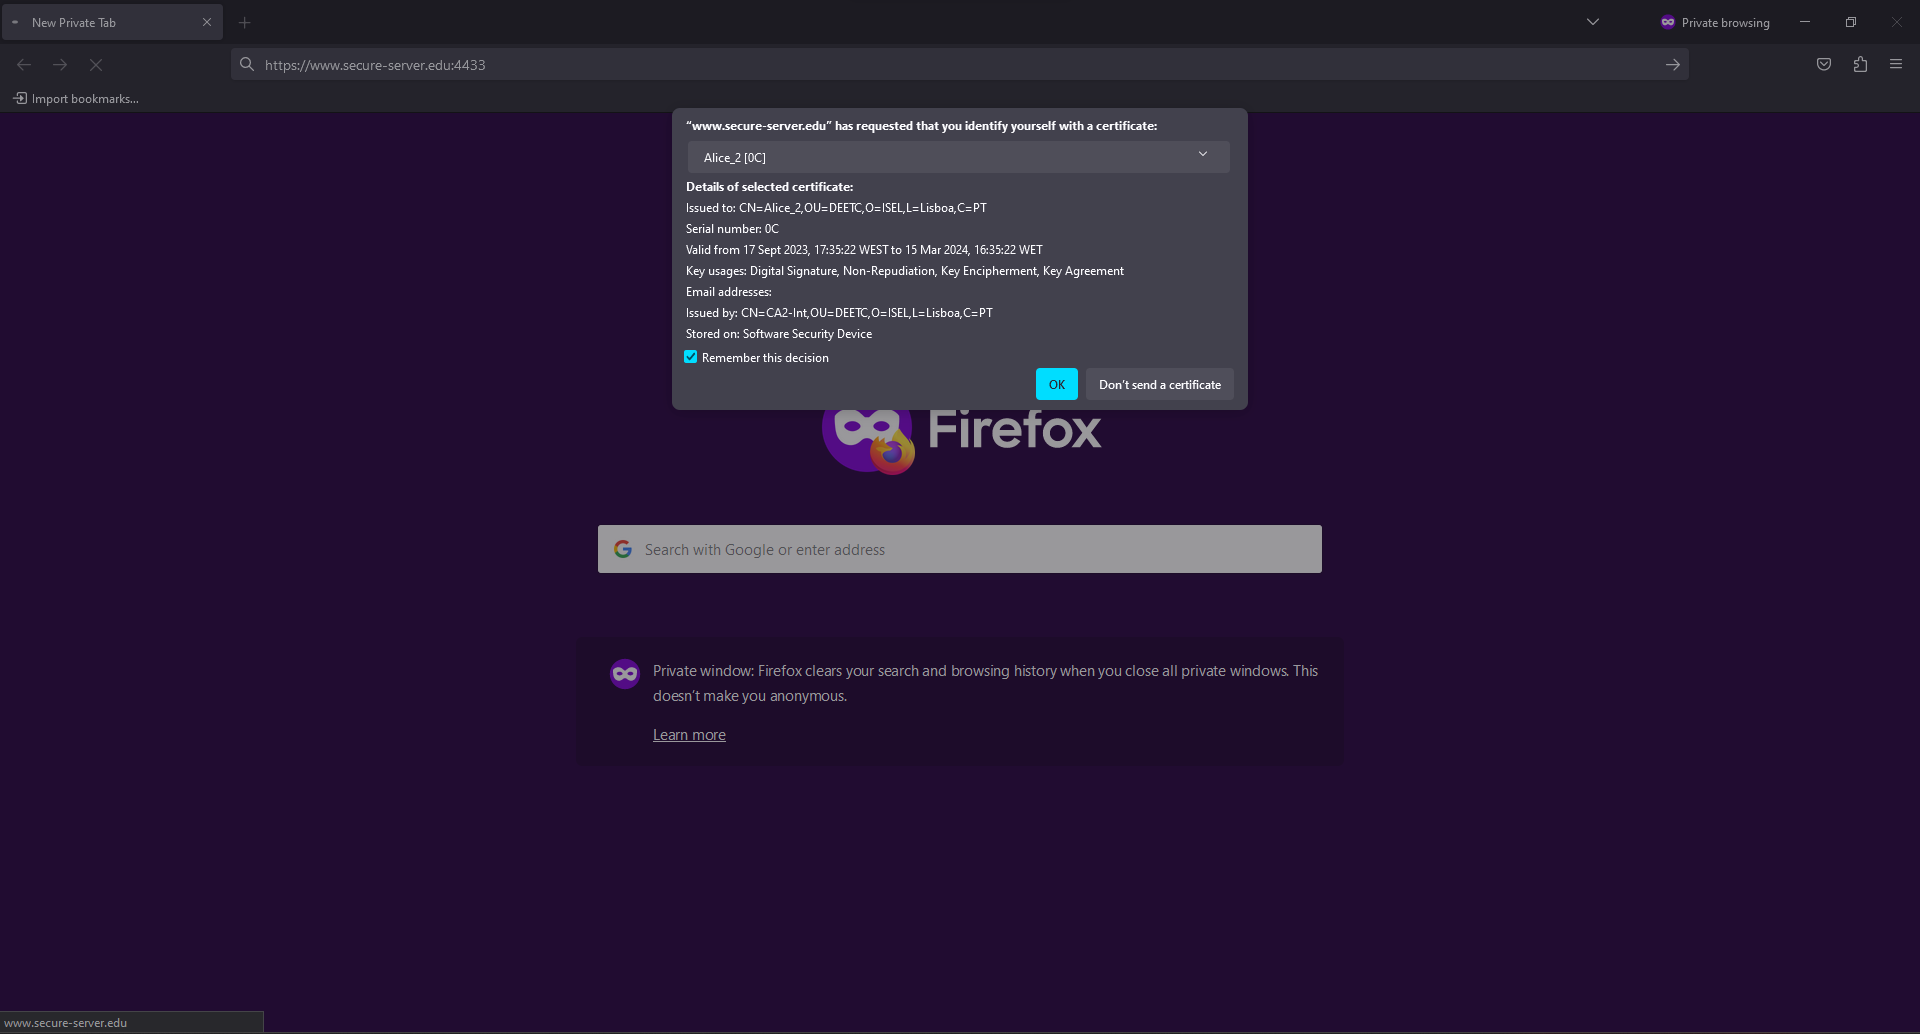 New Private Tab
Private browsing
https://www.secure-server.edu:4433
Import bookmarks...
“www.secure-server.edu” has requested that you identify yourself with a certificate:
Alice_2 [0C]
Details of selected certificate:
Issued to: CN=Alice_2,OU=DEETC,O=ISEL,L=Lisboa,C=PT
Serial number: 0C
Valid from 17 Sept 2023, 17:35:22 WEST to 15 Mar 2024, 16:35:22 WET
Key usages: Digital Signature, Non-Repudiation, Key Encipherment, Key Agreement
Email addresses:
Issued by: CN=CA2-Int,OU=DEETC,O=ISEL,L=Lisboa,C=PT
Stored on: Software Security Device
Remember this decision
OK
Don’t send a certificate
Firefox
Search with Google or enter address
Private window: Firefox clears your search and browsing history when you close all private windows. This
doesn’t make you anonymous.
Learn more
www.secure-server.edu